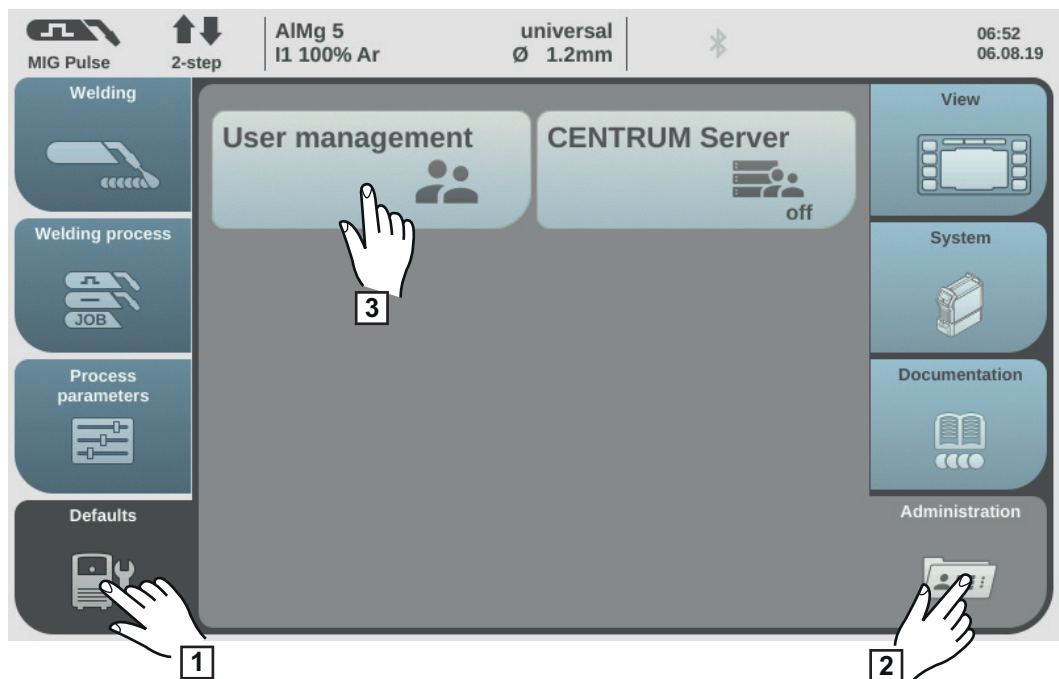 MIG Pulse
2-step
AlMg 5
I1 100% Ar
universal
Ø 1.2mm
06:52
06.08.19
Welding
Welding process
JOB
Process
parameters
Defaults
User management
CENTRUM Server
off
View
System
Documentation
Administration
1
2
3